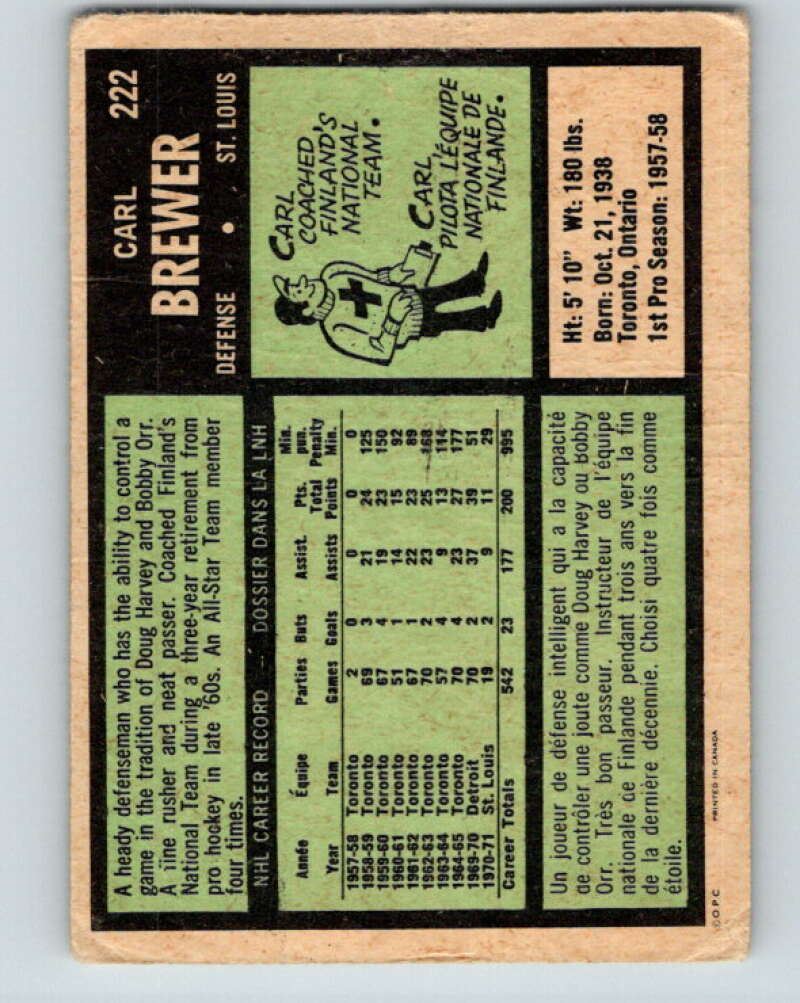 CARL 222
BREWER
DEFENSE • ST. LOUIS
A heady defenseman who has the ability to control a
game in the tradition of Doug Harvey and Bobby Orr.
A fine rusher and neat passer. Coached Finland's
National Team during a three-year retirement from
pro hockey in late '60s. An All-Star Team member
four times.
CARL
COACHED
FINLAND'S
NATIONAL
TEAM.
CARL
PILOTA L'ÉQUIPE
NATIONALE DE
FINLANDE.
NHL CAREER RECORD — DOSSIER DANS LA LNH
Min.
Pts. pun.
Année Équipe Parties Buts Assist. Total Penalty
Year Team Games Goals Assists Points Min.
1957-58 Toronto 2 0 0 0 0
1958-59 Toronto 69 3 21 24 125
1959-60 Toronto 67 4 19 23 150
1960-61 Toronto 51 1 14 15 92
1961-62 Toronto 67 1 22 23 89
1962-63 Toronto 70 2 23 25 168
1963-64 Toronto 57 4 9 13 114
1964-65 Toronto 70 4 23 27 177
1969-70 Detroit 70 2 37 39 51
1970-71 St. Louis 19 2 9 11 29
Career Totals 542 23 177 200 995
Ht: 5' 10" Wt: 180 lbs.
Born: Oct. 21, 1938
Toronto, Ontario
1st Pro Season: 1957-58
Un joueur de défense intelligent qui a la capacité
de contrôler une joute comme Doug Harvey ou Bobby
Orr. Très bon passeur. Instructeur de l'équipe
nationale de Finlande pendant trois ans vers la fin
de la dernière décennie. Choisi quatre fois comme
étoile.
©O.P.C. PRINTED IN CANADA